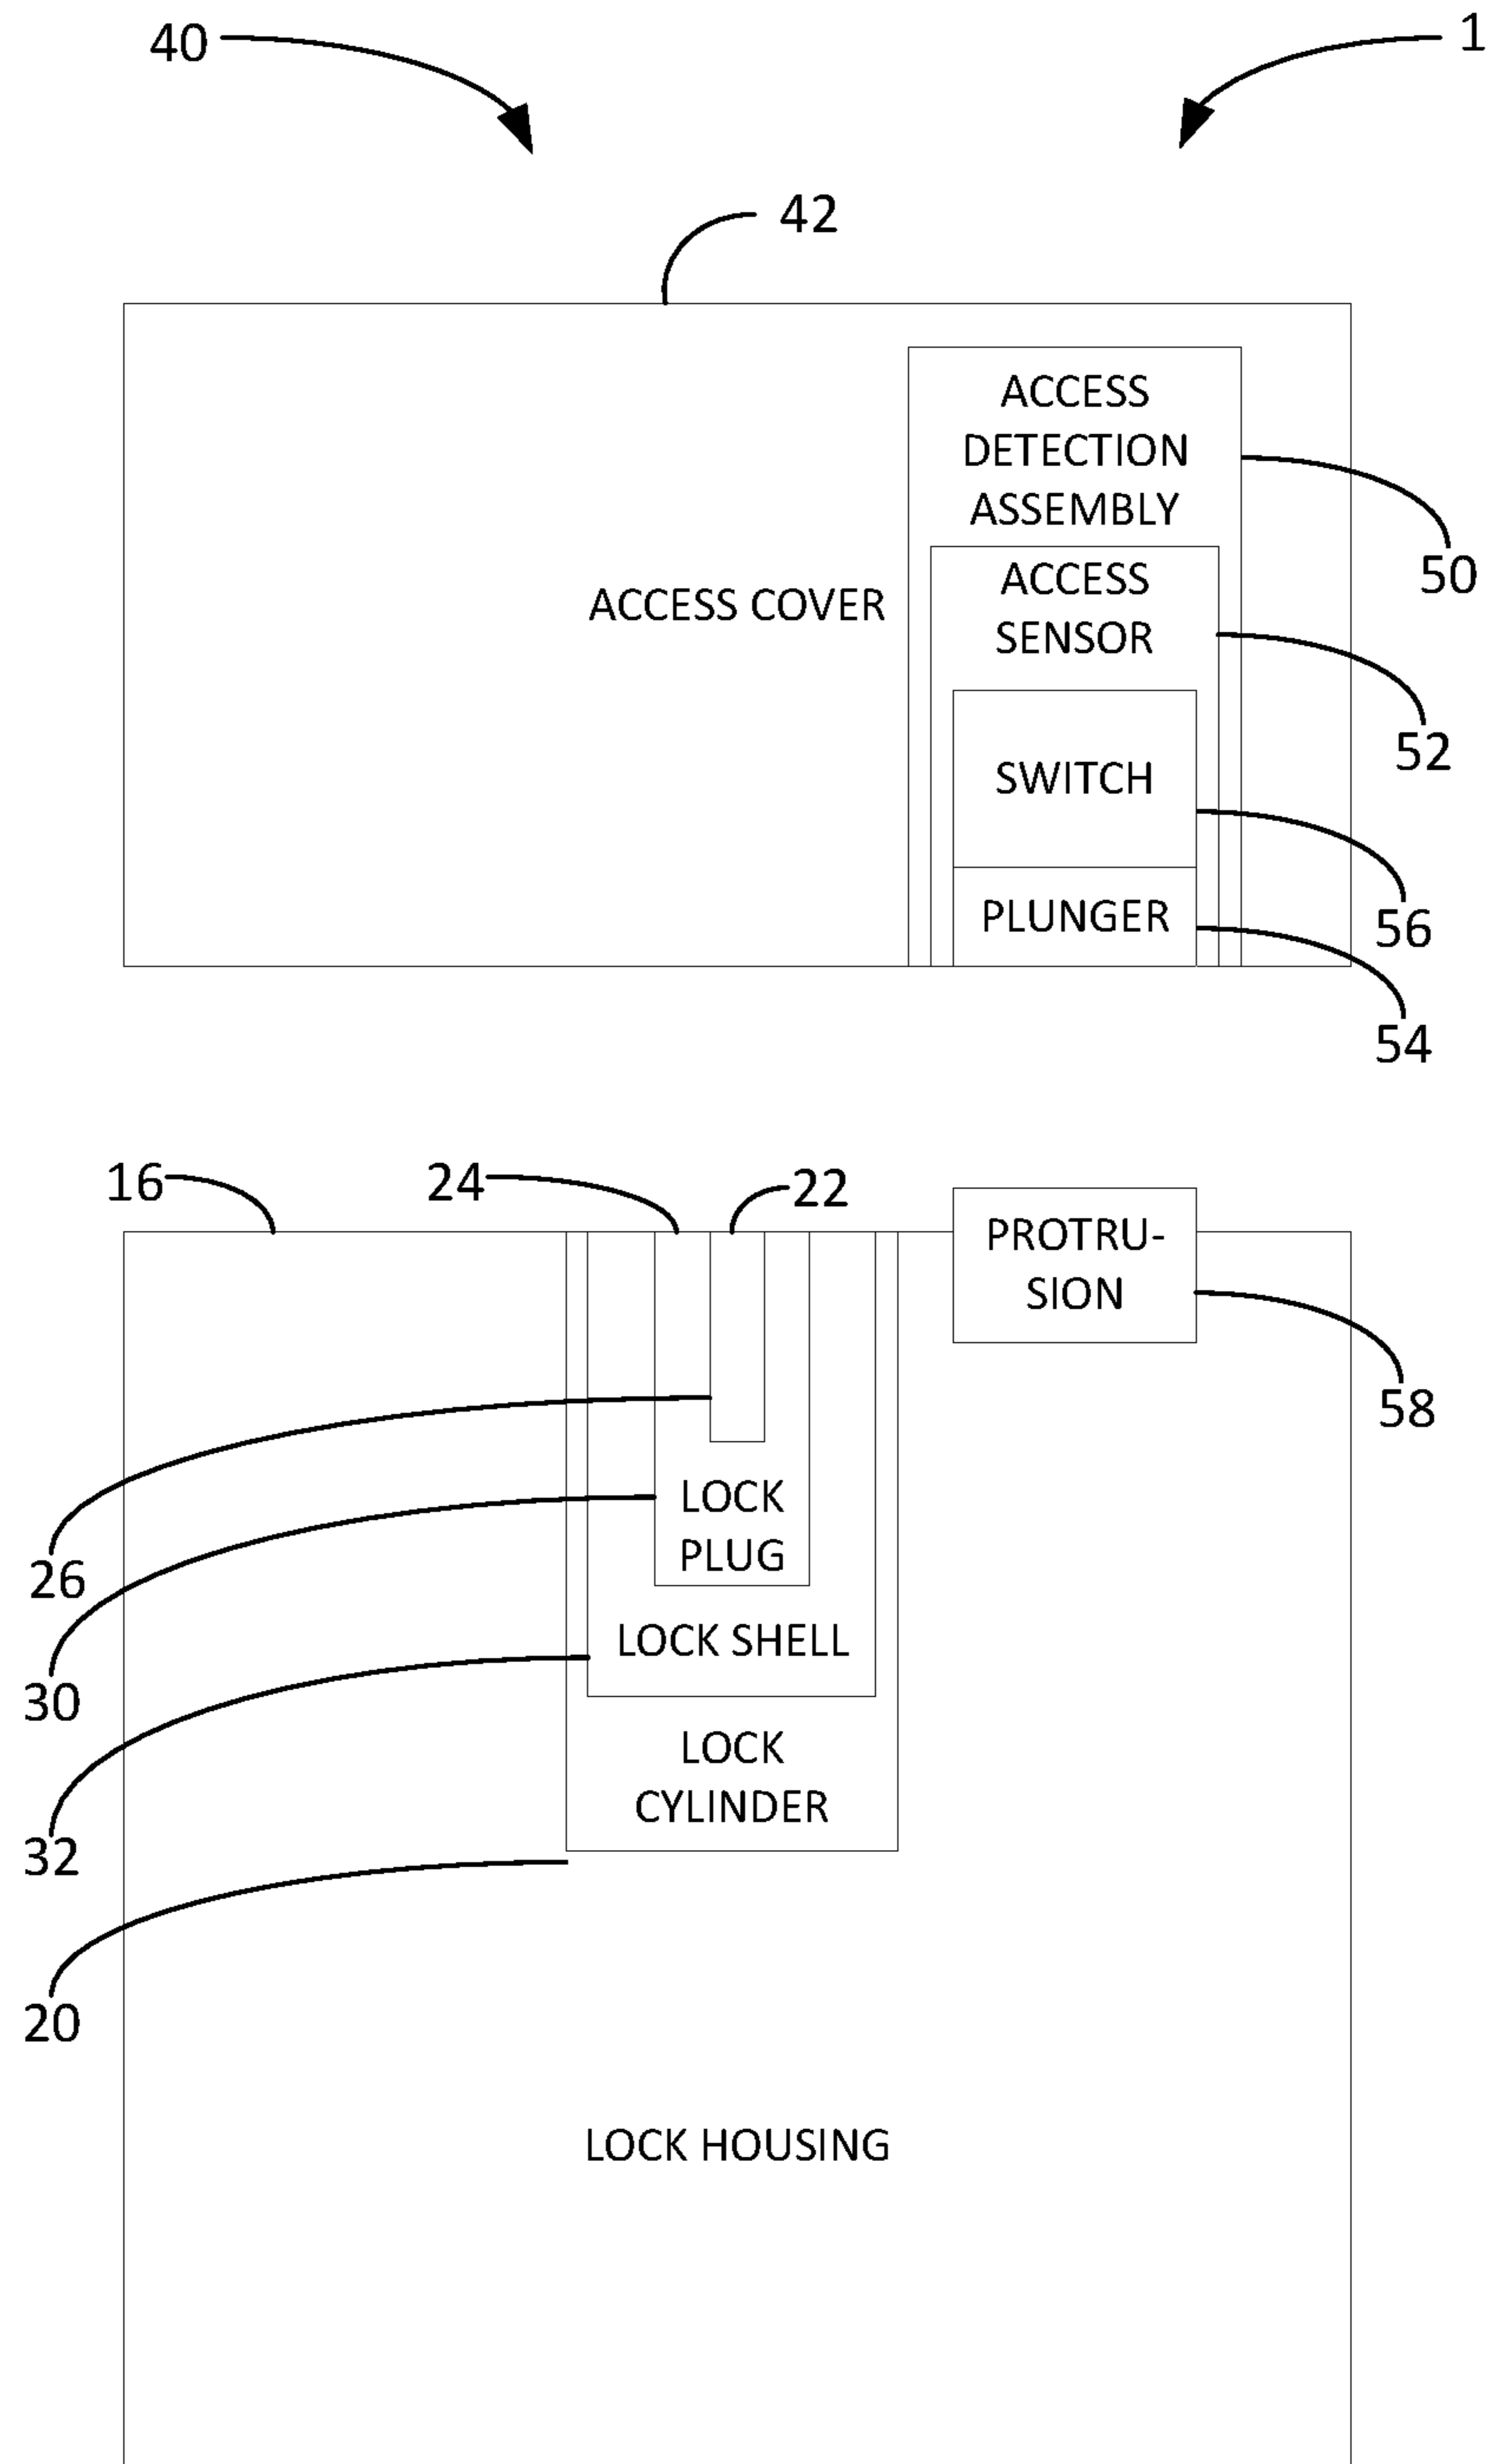 40
1
42
ACCESS
DETECTION
ASSEMBLY
50
ACCESS
SENSOR
ACCESS COVER
52
SWITCH
56
PLUNGER
54
16
24
22
PROTRU-
SION
58
26
LOCK
PLUG
30
LOCK SHELL
32
LOCK
CYLINDER
20
LOCK HOUSING